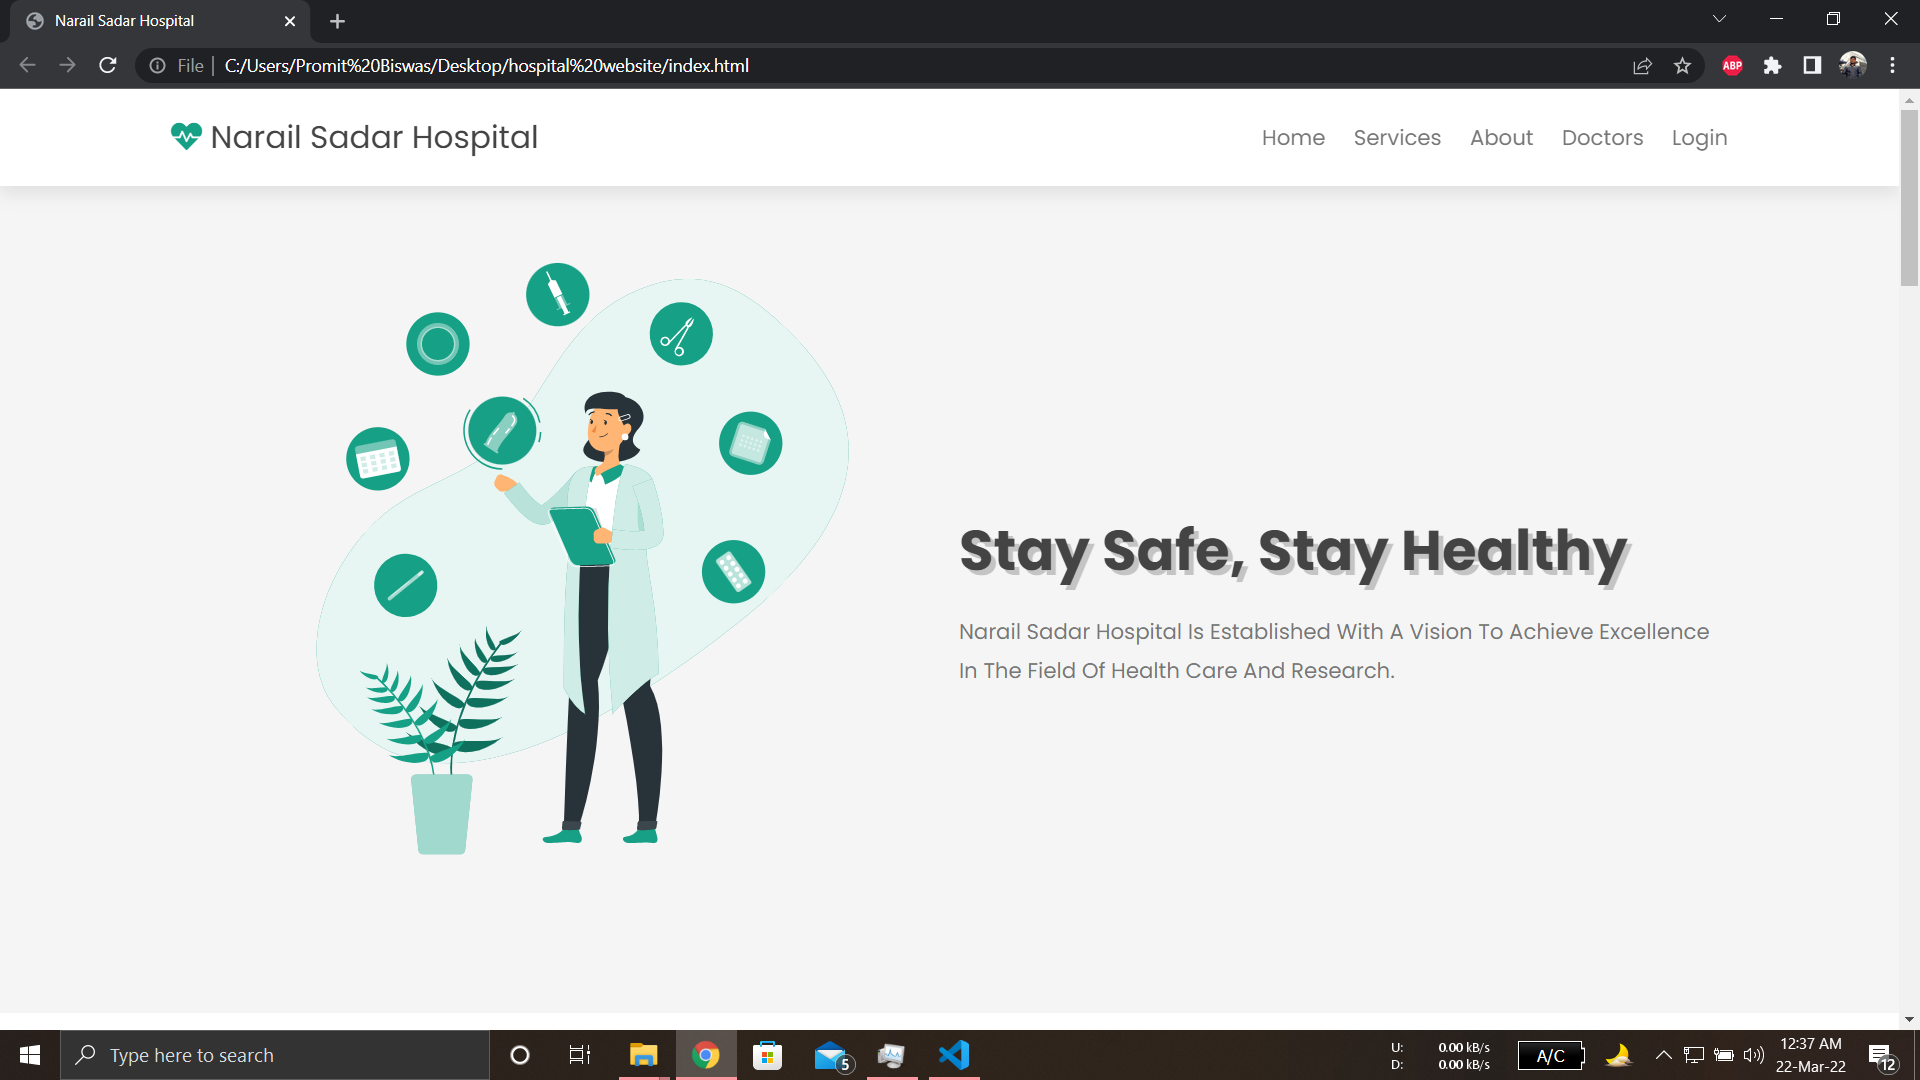 Narail Sadar Hospital
File | C:/Users/Promit%20Biswas/Desktop/hospital%20website/index.html
ABP
Narail Sadar Hospital
Home Services About Doctors Login
Stay Safe, Stay Healthy
Narail Sadar Hospital Is Established With A Vision To Achieve Excellence
In The Field Of Health Care And Research.
Type here to search
5
U: 0.00 kB/s
D: 0.00 kB/s
A/C
12:37 AM
22-Mar-22
12